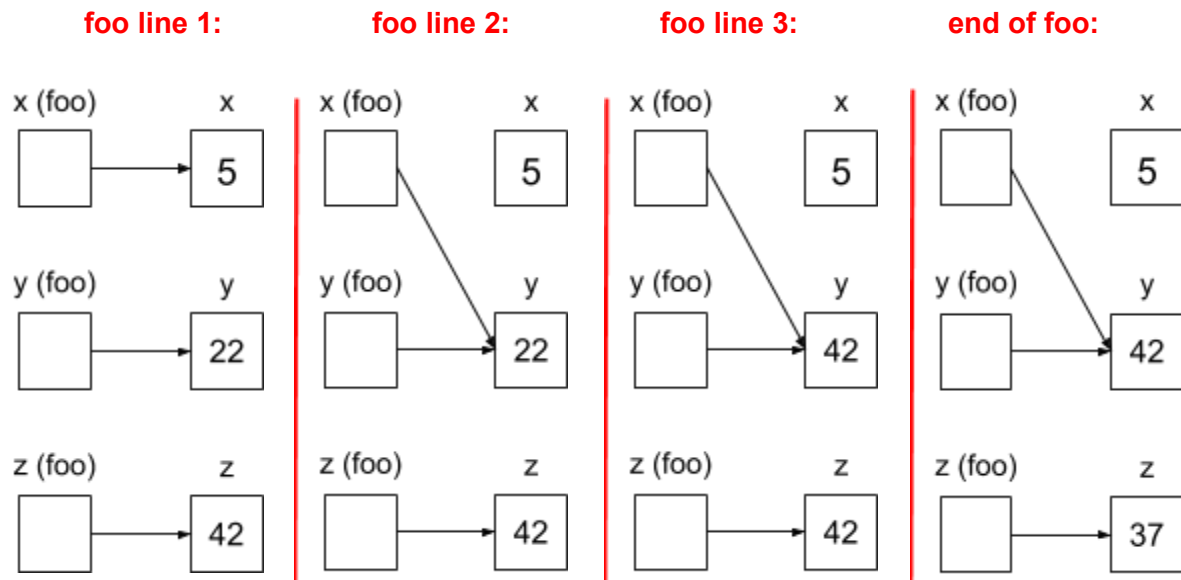 foo line 1: foo line 2: foo line 3: end of foo:
x (foo) x x (foo) x x (foo) x x (foo) x
5 5 5 5
y (foo) y y (foo) y y (foo) y y (foo) y
22 22 42 42
z (foo) z z (foo) z z (foo) z z (foo) z
42 42 42 37